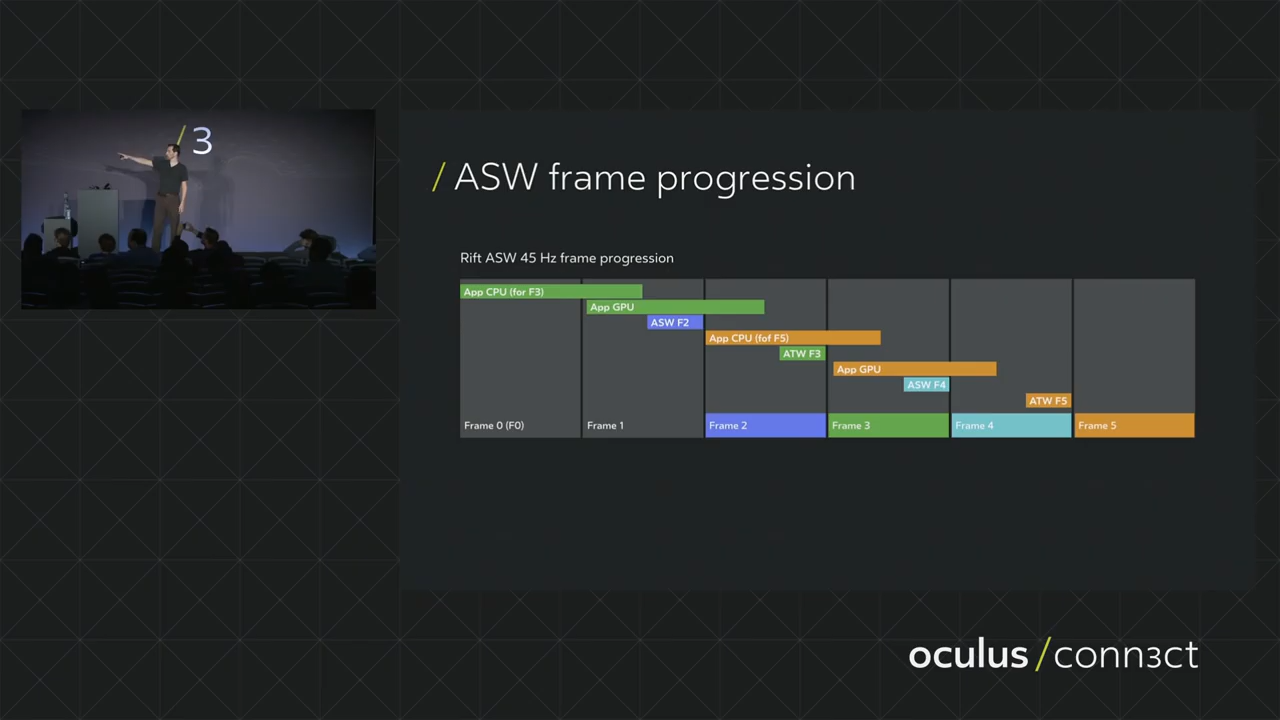 / 3
/ ASW frame progression
Rift ASW 45 Hz frame progression
App CPU (for F3)
App GPU
ASW F2
App CPU (fof F5)
ATW F3
App GPU
ASW F4
ATW F5
Frame 0 (F0) Frame 1 Frame 2 Frame 3 Frame 4 Frame 5
oculus /conn3ct